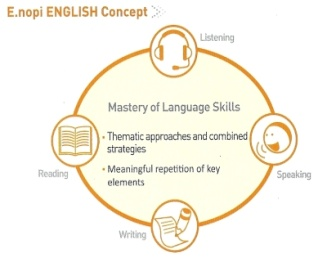 E.nopi ENGLISH Concept
Listening
Mastery of Language Skills
• Thematic approaches and combined
strategies
• Meaningful repetition of key
elements
Reading
Speaking
Writing